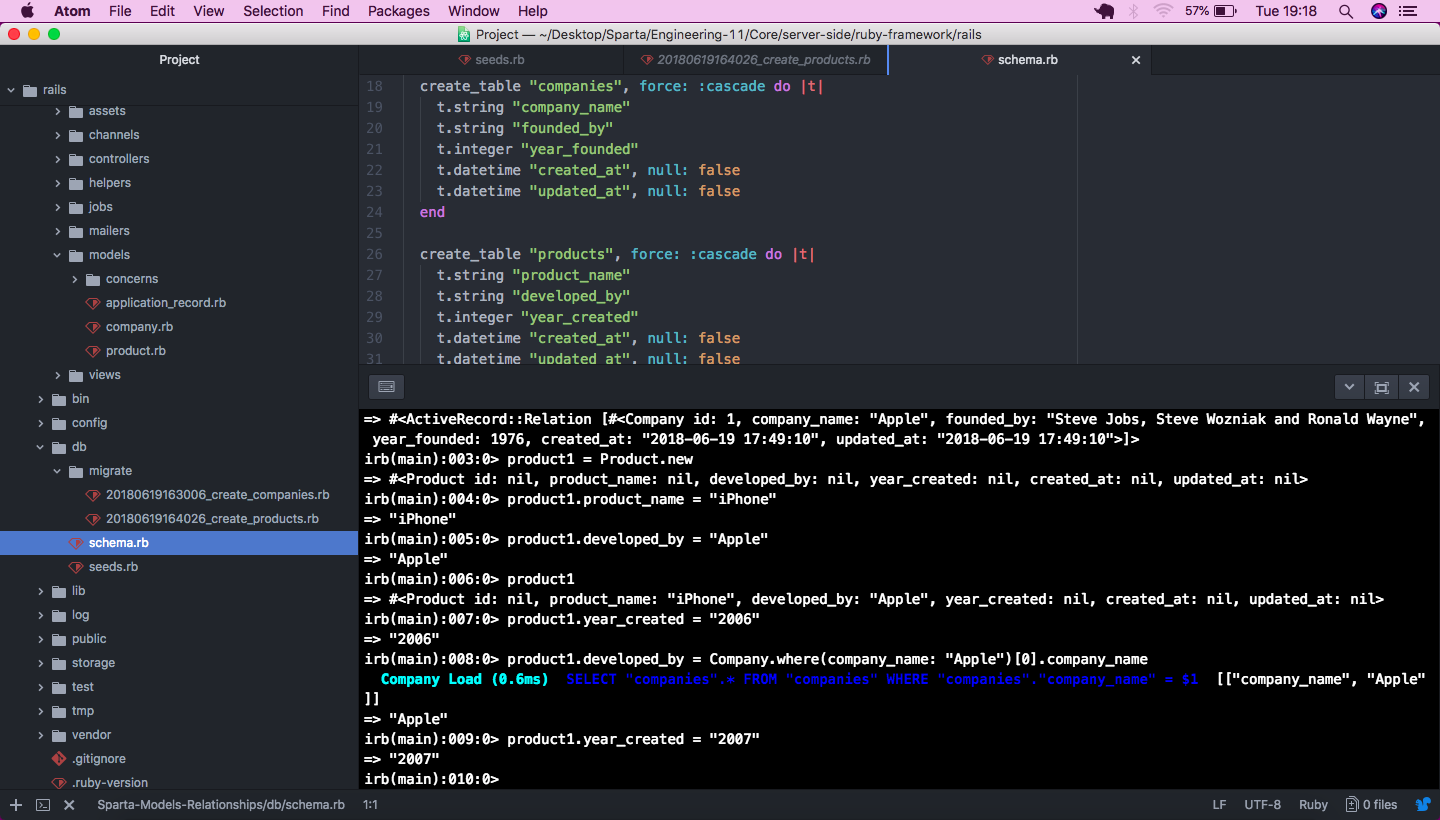 Atom File Edit View Selection Find Packages Window Help 57% Tue 19:18
Project — ~/Desktop/Sparta/Engineering-11/Core/server-side/ruby-framework/rails
Project
rails
assets
channels
controllers
helpers
jobs
mailers
models
concerns
application_record.rb
company.rb
product.rb
views
bin
config
db
migrate
20180619163006_create_companies.rb
20180619164026_create_products.rb
schema.rb
seeds.rb
lib
log
public
storage
test
tmp
vendor
.gitignore
.ruby-version
seeds.rb 20180619164026_create_products.rb schema.rb
18 create_table "companies", force: :cascade do |t|
19 t.string "company_name"
20 t.string "founded_by"
21 t.integer "year_founded"
22 t.datetime "created_at", null: false
23 t.datetime "updated_at", null: false
24 end
25
26 create_table "products", force: :cascade do |t|
27 t.string "product_name"
28 t.string "developed_by"
29 t.integer "year_created"
30 t.datetime "created_at", null: false
31 t.datetime "updated_at", null: false
=> #<ActiveRecord::Relation [#<Company id: 1, company_name: "Apple", founded_by: "Steve Jobs, Steve Wozniak and Ronald Wayne",
year_founded: 1976, created_at: "2018-06-19 17:49:10", updated_at: "2018-06-19 17:49:10">]>
irb(main):003:0> product1 = Product.new
=> #<Product id: nil, product_name: nil, developed_by: nil, year_created: nil, created_at: nil, updated_at: nil>
irb(main):004:0> product1.product_name = "iPhone"
=> "iPhone"
irb(main):005:0> product1.developed_by = "Apple"
=> "Apple"
irb(main):006:0> product1
=> #<Product id: nil, product_name: "iPhone", developed_by: "Apple", year_created: nil, created_at: nil, updated_at: nil>
irb(main):007:0> product1.year_created = "2006"
=> "2006"
irb(main):008:0> product1.developed_by = Company.where(company_name: "Apple")[0].company_name
Company Load (0.6ms) SELECT "companies".* FROM "companies" WHERE "companies"."company_name" = $1 [["company_name", "Apple"
]]
=> "Apple"
irb(main):009:0> product1.year_created = "2007"
=> "2007"
irb(main):010:0>
Sparta-Models-Relationships/db/schema.rb 1:1 LF UTF-8 Ruby 0 files